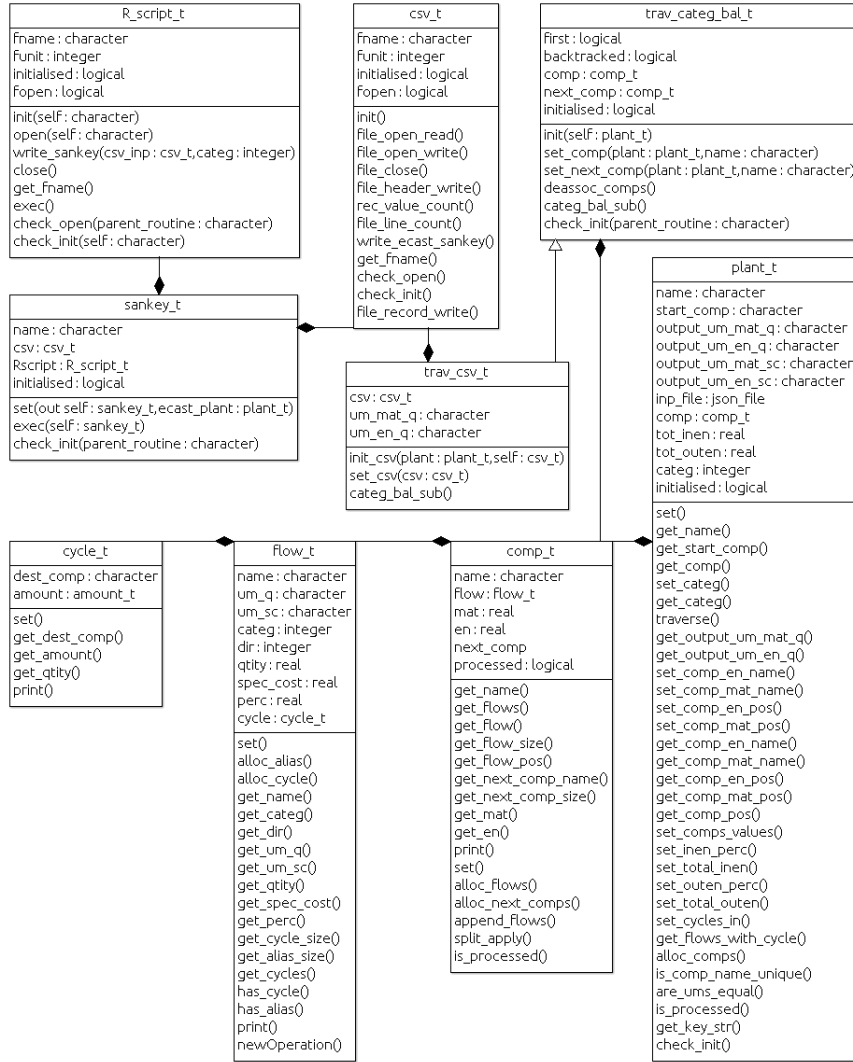 R_script_t
fname : character
funit : integer
initialised : logical
fopen : logical
init(self : character)
open(self : character)
write_sankey(csv_inp : csv_t,categ : integer)
close()
get_fname()
exec()
check_open(parent_routine : character)
check_init(self : character)
csv_t
fname : character
funit : integer
initialised : logical
fopen : logical
init()
file_open_read()
file_open_write()
file_close()
file_header_write()
rec_value_count()
file_line_count()
write_ecast_sankey()
get_fname()
check_open()
check_init()
file_record_write()
trav_categ_bal_t
first : logical
backtracked : logical
comp : comp_t
next_comp : comp_t
initialised : logical
init(self : plant_t)
set_comp(plant : plant_t,name : character)
set_next_comp(plant : plant_t,name : character)
deassoc_comps()
categ_bal_sub()
check_init(parent_routine : character)
sankey_t
name : character
csv : csv_t
Rscript : R_script_t
initialised : logical
set(out self : sankey_t,ecast_plant : plant_t)
exec(self : sankey_t)
check_init(parent_routine : character)
trav_csv_t
csv : csv_t
um_mat_q : character
um_en_q : character
init_csv(plant : plant_t,self : csv_t)
set_csv(csv : csv_t)
categ_bal_sub()
plant_t
name : character
start_comp : character
output_um_mat_q : character
output_um_en_q : character
output_um_mat_sc : character
output_um_en_sc : character
inp_file : json_file
comp : comp_t
tot_inen : real
tot_outen : real
categ : integer
initialised : logical
set()
get_name()
get_start_comp()
get_comp()
set_categ()
get_categ()
traverse()
get_output_um_mat_q()
get_output_um_en_q()
set_comp_en_name()
set_comp_mat_name()
set_comp_en_pos()
set_comp_mat_pos()
get_comp_en_name()
get_comp_mat_name()
get_comp_en_pos()
get_comp_mat_pos()
get_comp_pos()
set_comps_values()
set_inen_perc()
set_total_inen()
set_outen_perc()
set_total_outen()
set_cycles_in()
get_flows_with_cycle()
alloc_comps()
is_comp_name_unique()
are_ums_equal()
is_processed()
get_key_str()
check_init()
cycle_t
dest_comp : character
amount : amount_t
set()
get_dest_comp()
get_amount()
get_qtity()
print()
flow_t
name : character
um_q : character
um_sc : character
categ : integer
dir : integer
qtity : real
spec_cost : real
perc : real
cycle : cycle_t
set()
alloc_alias()
alloc_cycle()
get_name()
get_categ()
get_dir()
get_um_q()
get_um_sc()
get_qtity()
get_spec_cost()
get_perc()
get_cycle_size()
get_alias_size()
get_cycles()
has_cycle()
has_alias()
print()
newOperation()
comp_t
name : character
flow : flow_t
mat : real
en : real
next_comp
processed : logical
get_name()
get_flows()
get_flow()
get_flow_size()
get_flow_pos()
get_next_comp_name()
get_next_comp_size()
get_mat()
get_en()
print()
set()
alloc_flows()
alloc_next_comps()
append_flows()
split_apply()
is_processed()